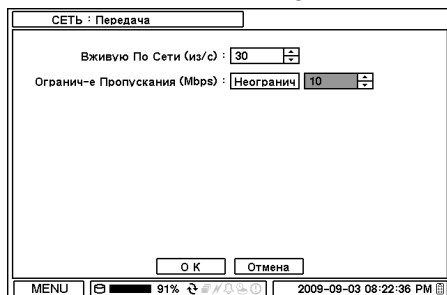 СЕТЬ : Передача
Вживую По Сети (из/с) : 30
Огранич-е Пропускания (Mbps) : Неогранич 10
O K Отмена
MENU 91% 2009-09-03 08:22:36 PM